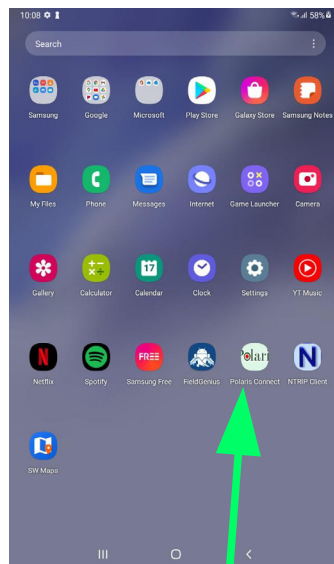 10:08 58%
Search
Samsung Google Microsoft Play Store Galaxy Store Samsung Notes
17
My Files Phone Messages Internet Game Launcher Camera
Gallery Calculator Calendar Clock Settings YT Music
FREE Polari N
Netflix Spotify Samsung Free FieldGenius Polaris Connect NTRIP Client
SW Maps